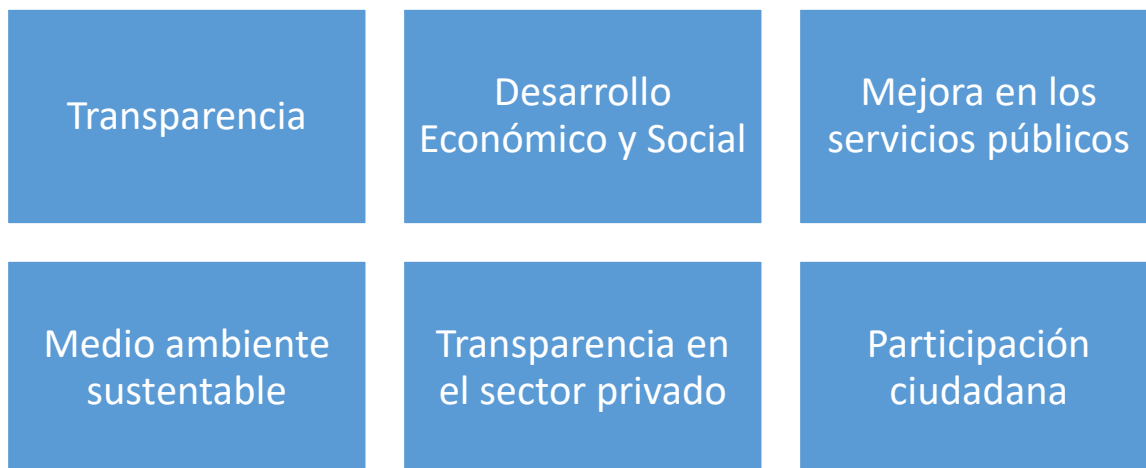 Transparencia
Desarrollo
Económico y Social
Mejora en los
servicios públicos
Medio ambiente
sustentable
Transparencia en
el sector privado
Participación
ciudadana